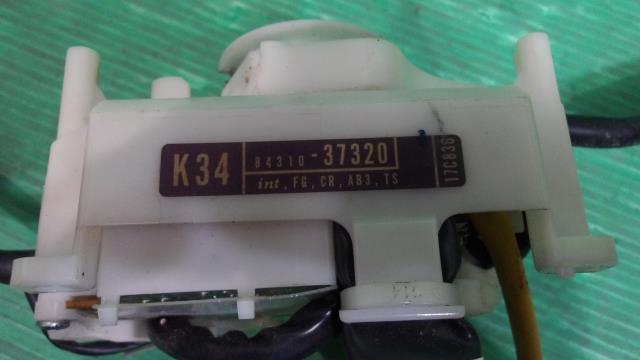 K34
84310-37320
int, FG, CR, AB3, TS
17C836